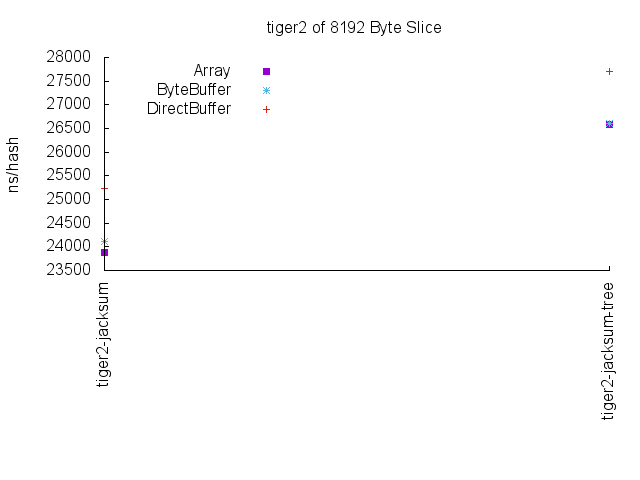 tiger2 of 8192 Byte Slice
28000
27500
27000
26500
26000
25500
25000
24500
24000
23500
ns/hash
Array
ByteBuffer
DirectBuffer
tiger2-jacksum
tiger2-jacksum-tree